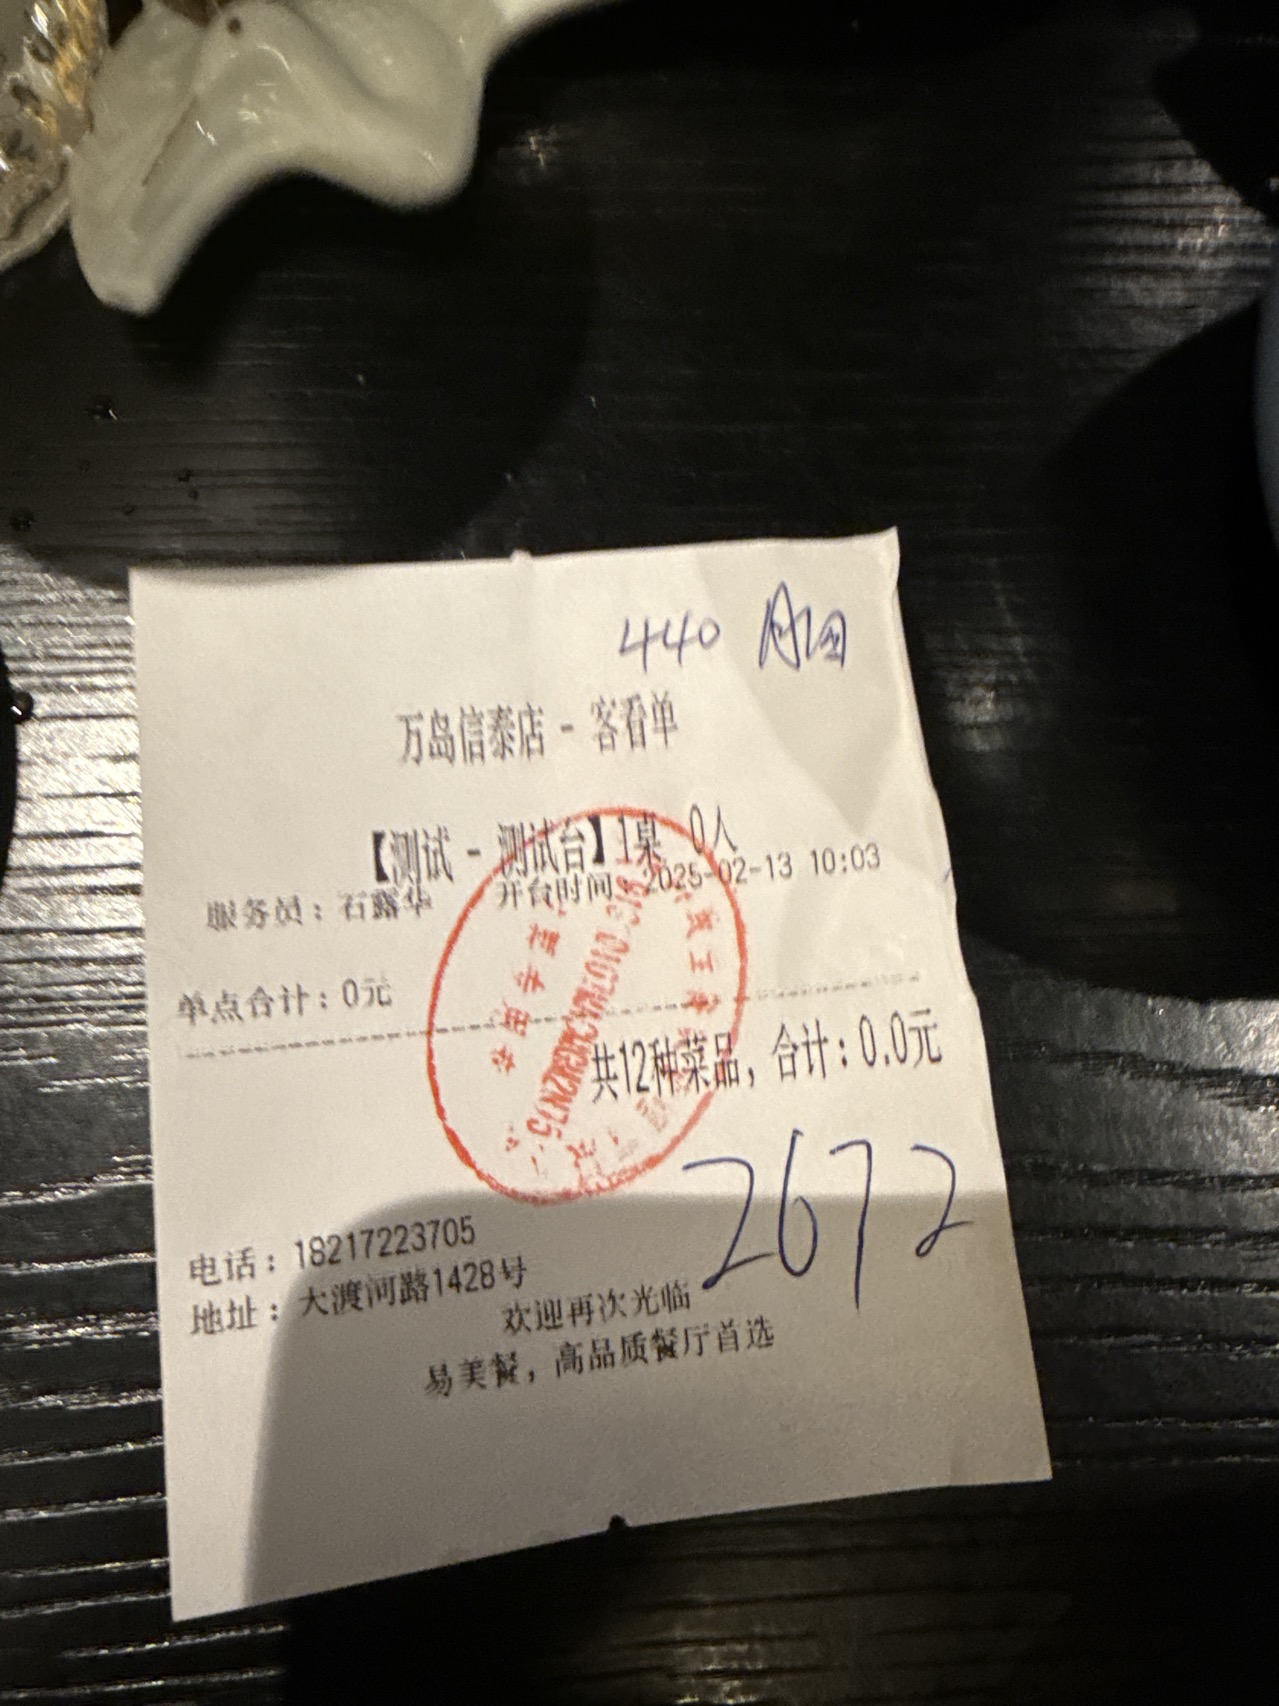 440
万岛信泰店 - 客看单
【测试 - 测试台】1桌 0人
服务员：石露华 开台时间：2025-02-13 10:03
单点合计：0元
共12种菜品，合计：0.0元
2672
电话：18217223705
地址：大渡河路1428号
欢迎再次光临
易美餐，高品质餐厅首选